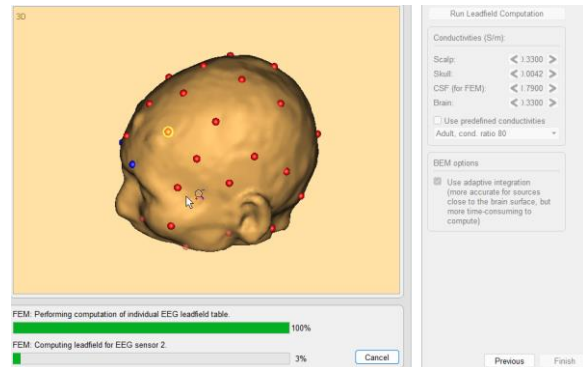 3D
Run Leadfield Computation
Conductivities (S/m):
Scalp: 0.3300
Skull: 0.0042
CSF (for FEM): 1.7900
Brain: 0.3300
Use predefined conductivities
Adult, cond. ratio 80
BEM options
Use adaptive integration
(more accurate for sources
close to the brain surface, but
more time-consuming to
compute)
FEM: Performing computation of individual EEG leadfield table.
100%
FEM: Computing leadfield for EEG sensor 2.
3%
Cancel
Previous Finish